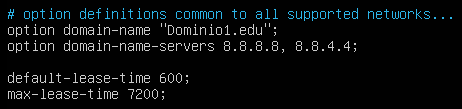 # option definitions common to all supported networks...
option domain-name "Dominio1.edu";
option domain-name-servers 8.8.8.8, 8.8.4.4;
default-lease-time 600;
max-lease-time 7200;